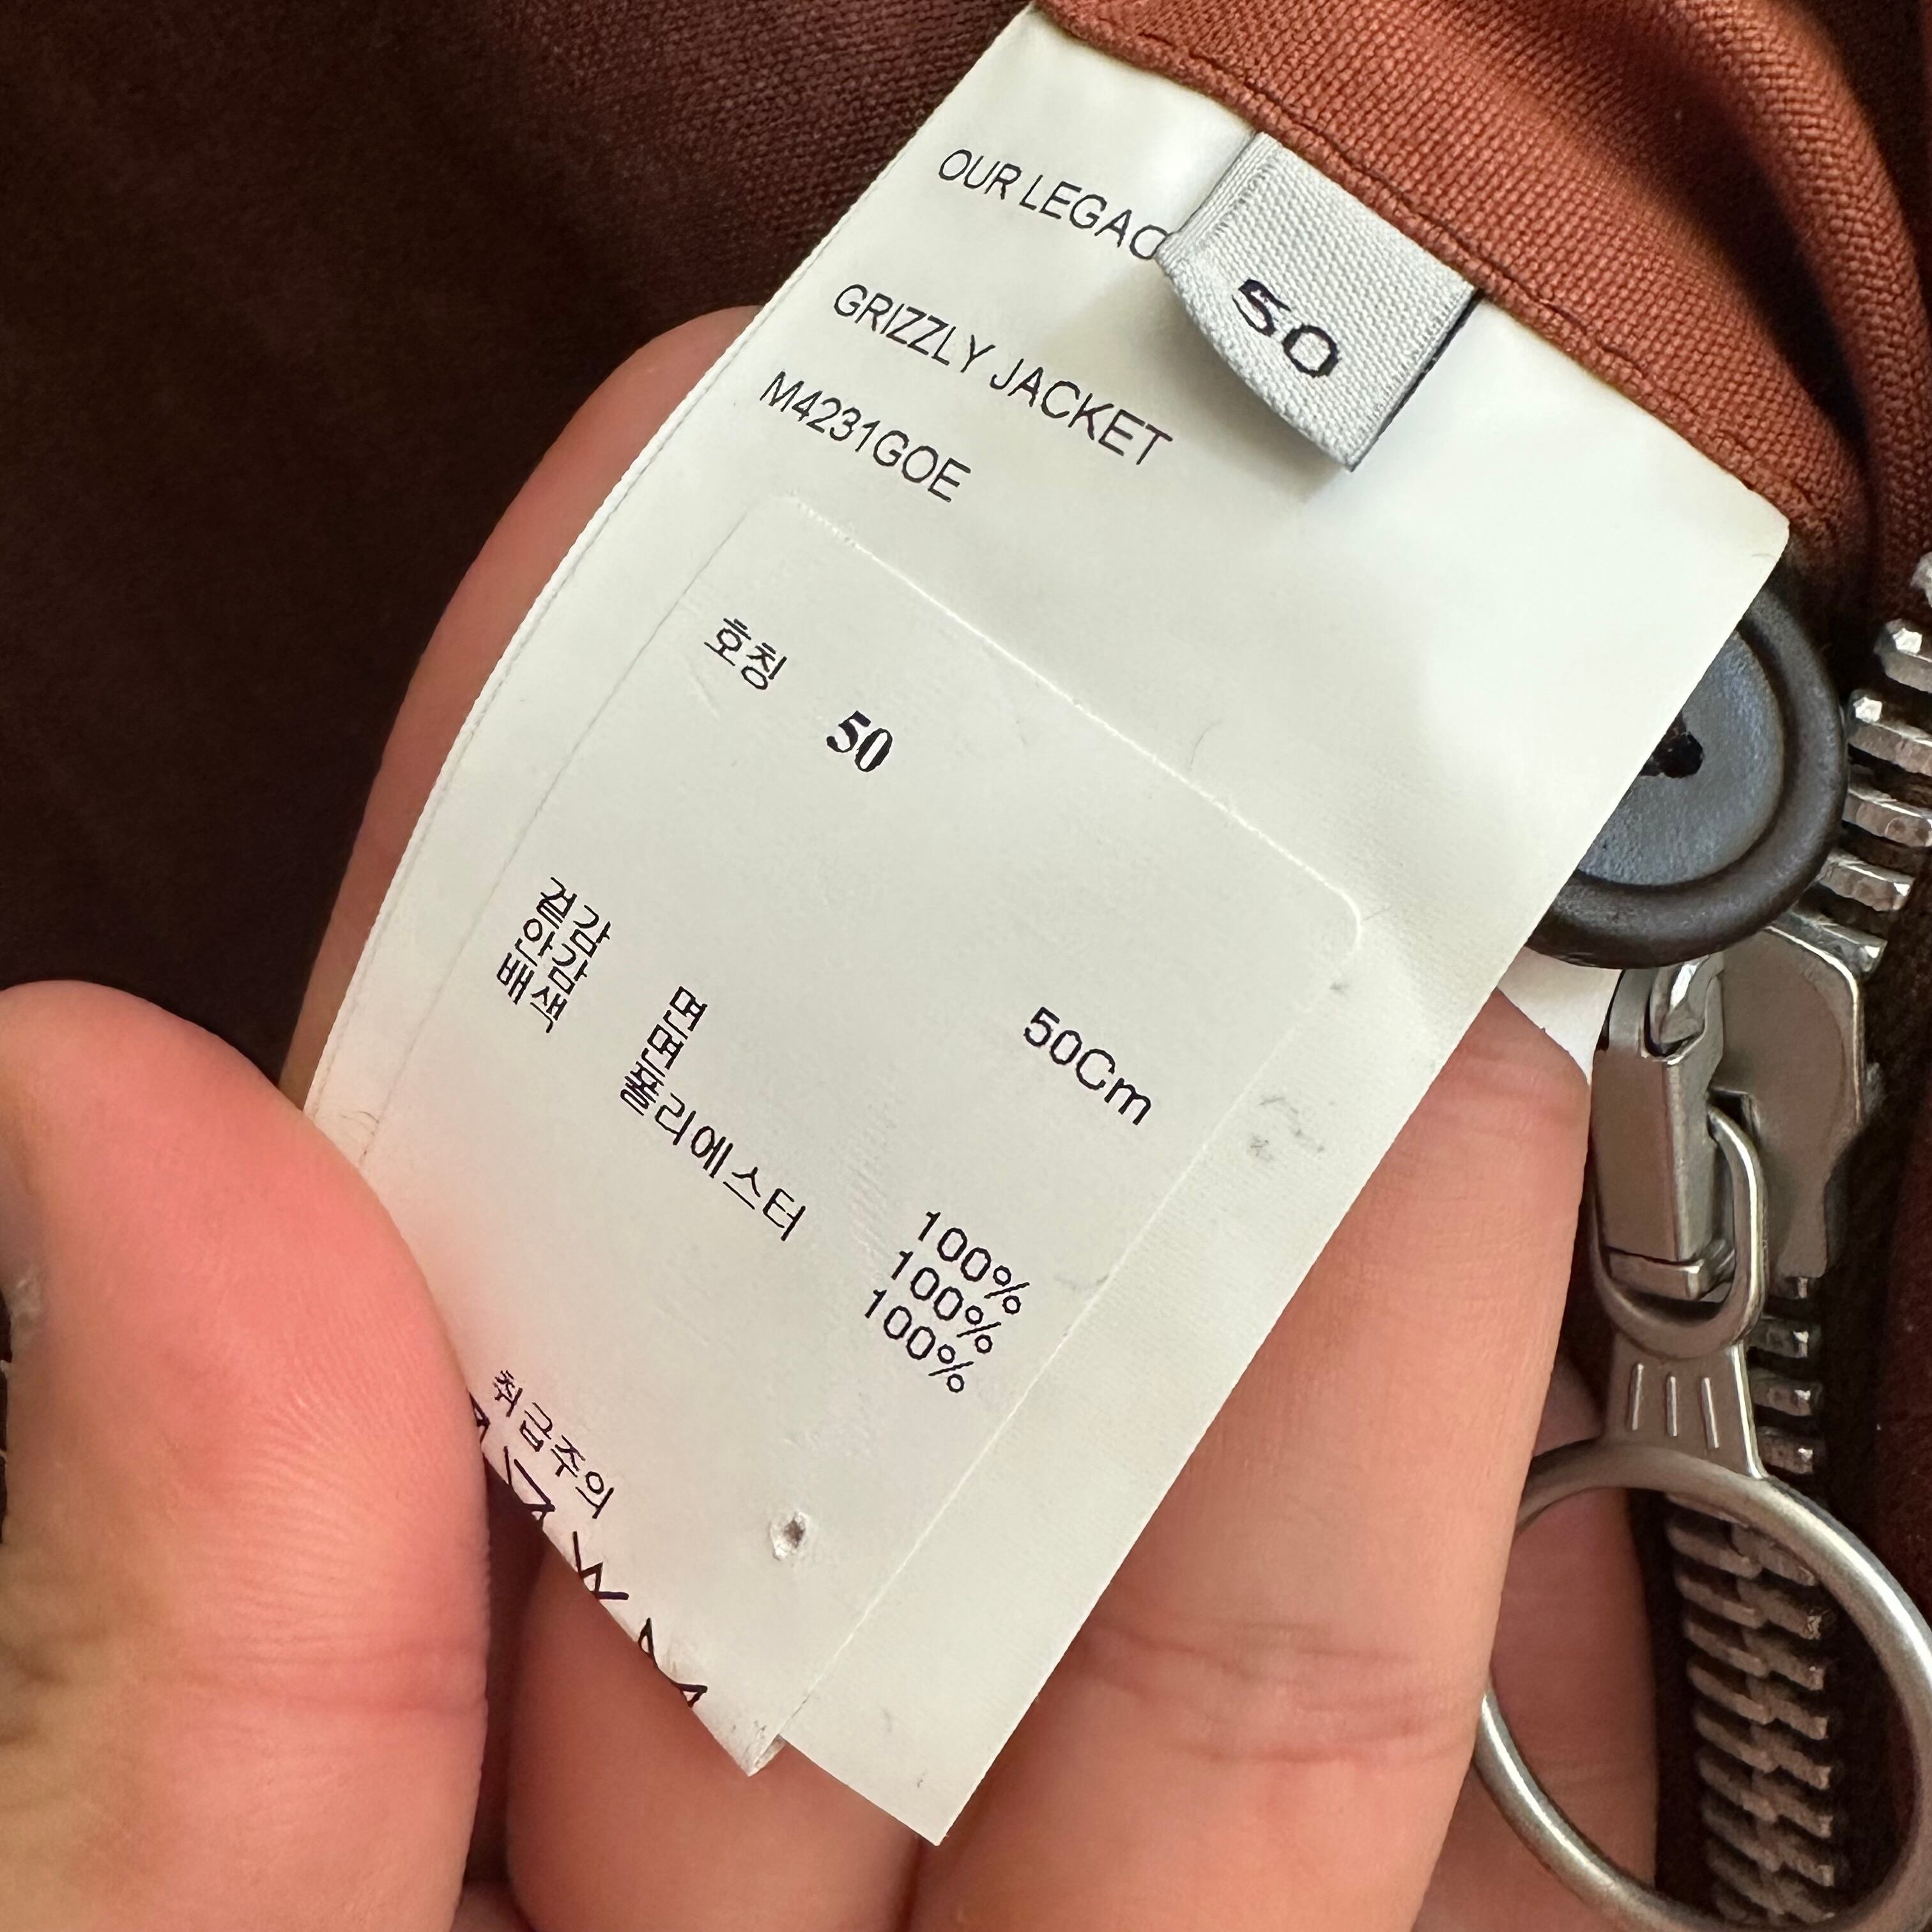 OUR LEGAC
50
GRIZZLY JACKET
M4231GOE
호칭 50
50Cm
겉감 면 100%
안감 면 100%
배색 폴리에스터 100%
취급주의